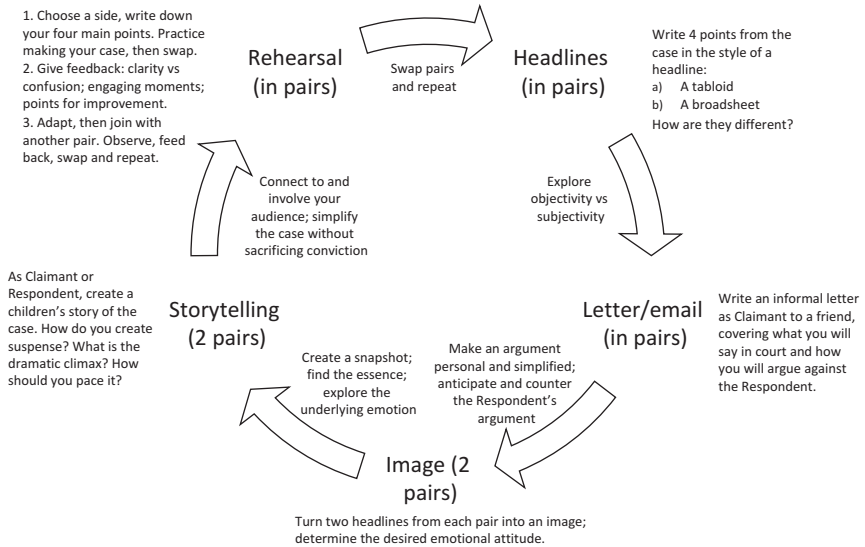 1. Choose a side, write down
your four main points. Practice
making your case, then swap.
2. Give feedback: clarity vs
confusion; engaging moments;
points for improvement.
3. Adapt, then join with
another pair. Observe, feed
back, swap and repeat.
Rehearsal
(in pairs)
Swap pairs
and repeat
Headlines
(in pairs)
Write 4 points from the
case in the style of a
headline:
a) A tabloid
b) A broadsheet
How are they different?
Explore
objectivity vs
subjectivity
Letter/email
(in pairs)
Write an informal letter
as Claimant to a friend,
covering what you will
say in court and how
you will argue against
the Respondent.
Make an argument
personal and simplified;
anticipate and counter
the Respondent's
argument
Image (2
pairs)
Turn two headlines from each pair into an image;
determine the desired emotional attitude.
Create a snapshot;
find the essence;
explore the
underlying emotion
Storytelling
(2 pairs)
As Claimant or
Respondent, create a
children's story of the
case. How do you create
suspense? What is the
dramatic climax? How
should you pace it?
Connect to and
involve your
audience; simplify
the case without
sacrificing conviction